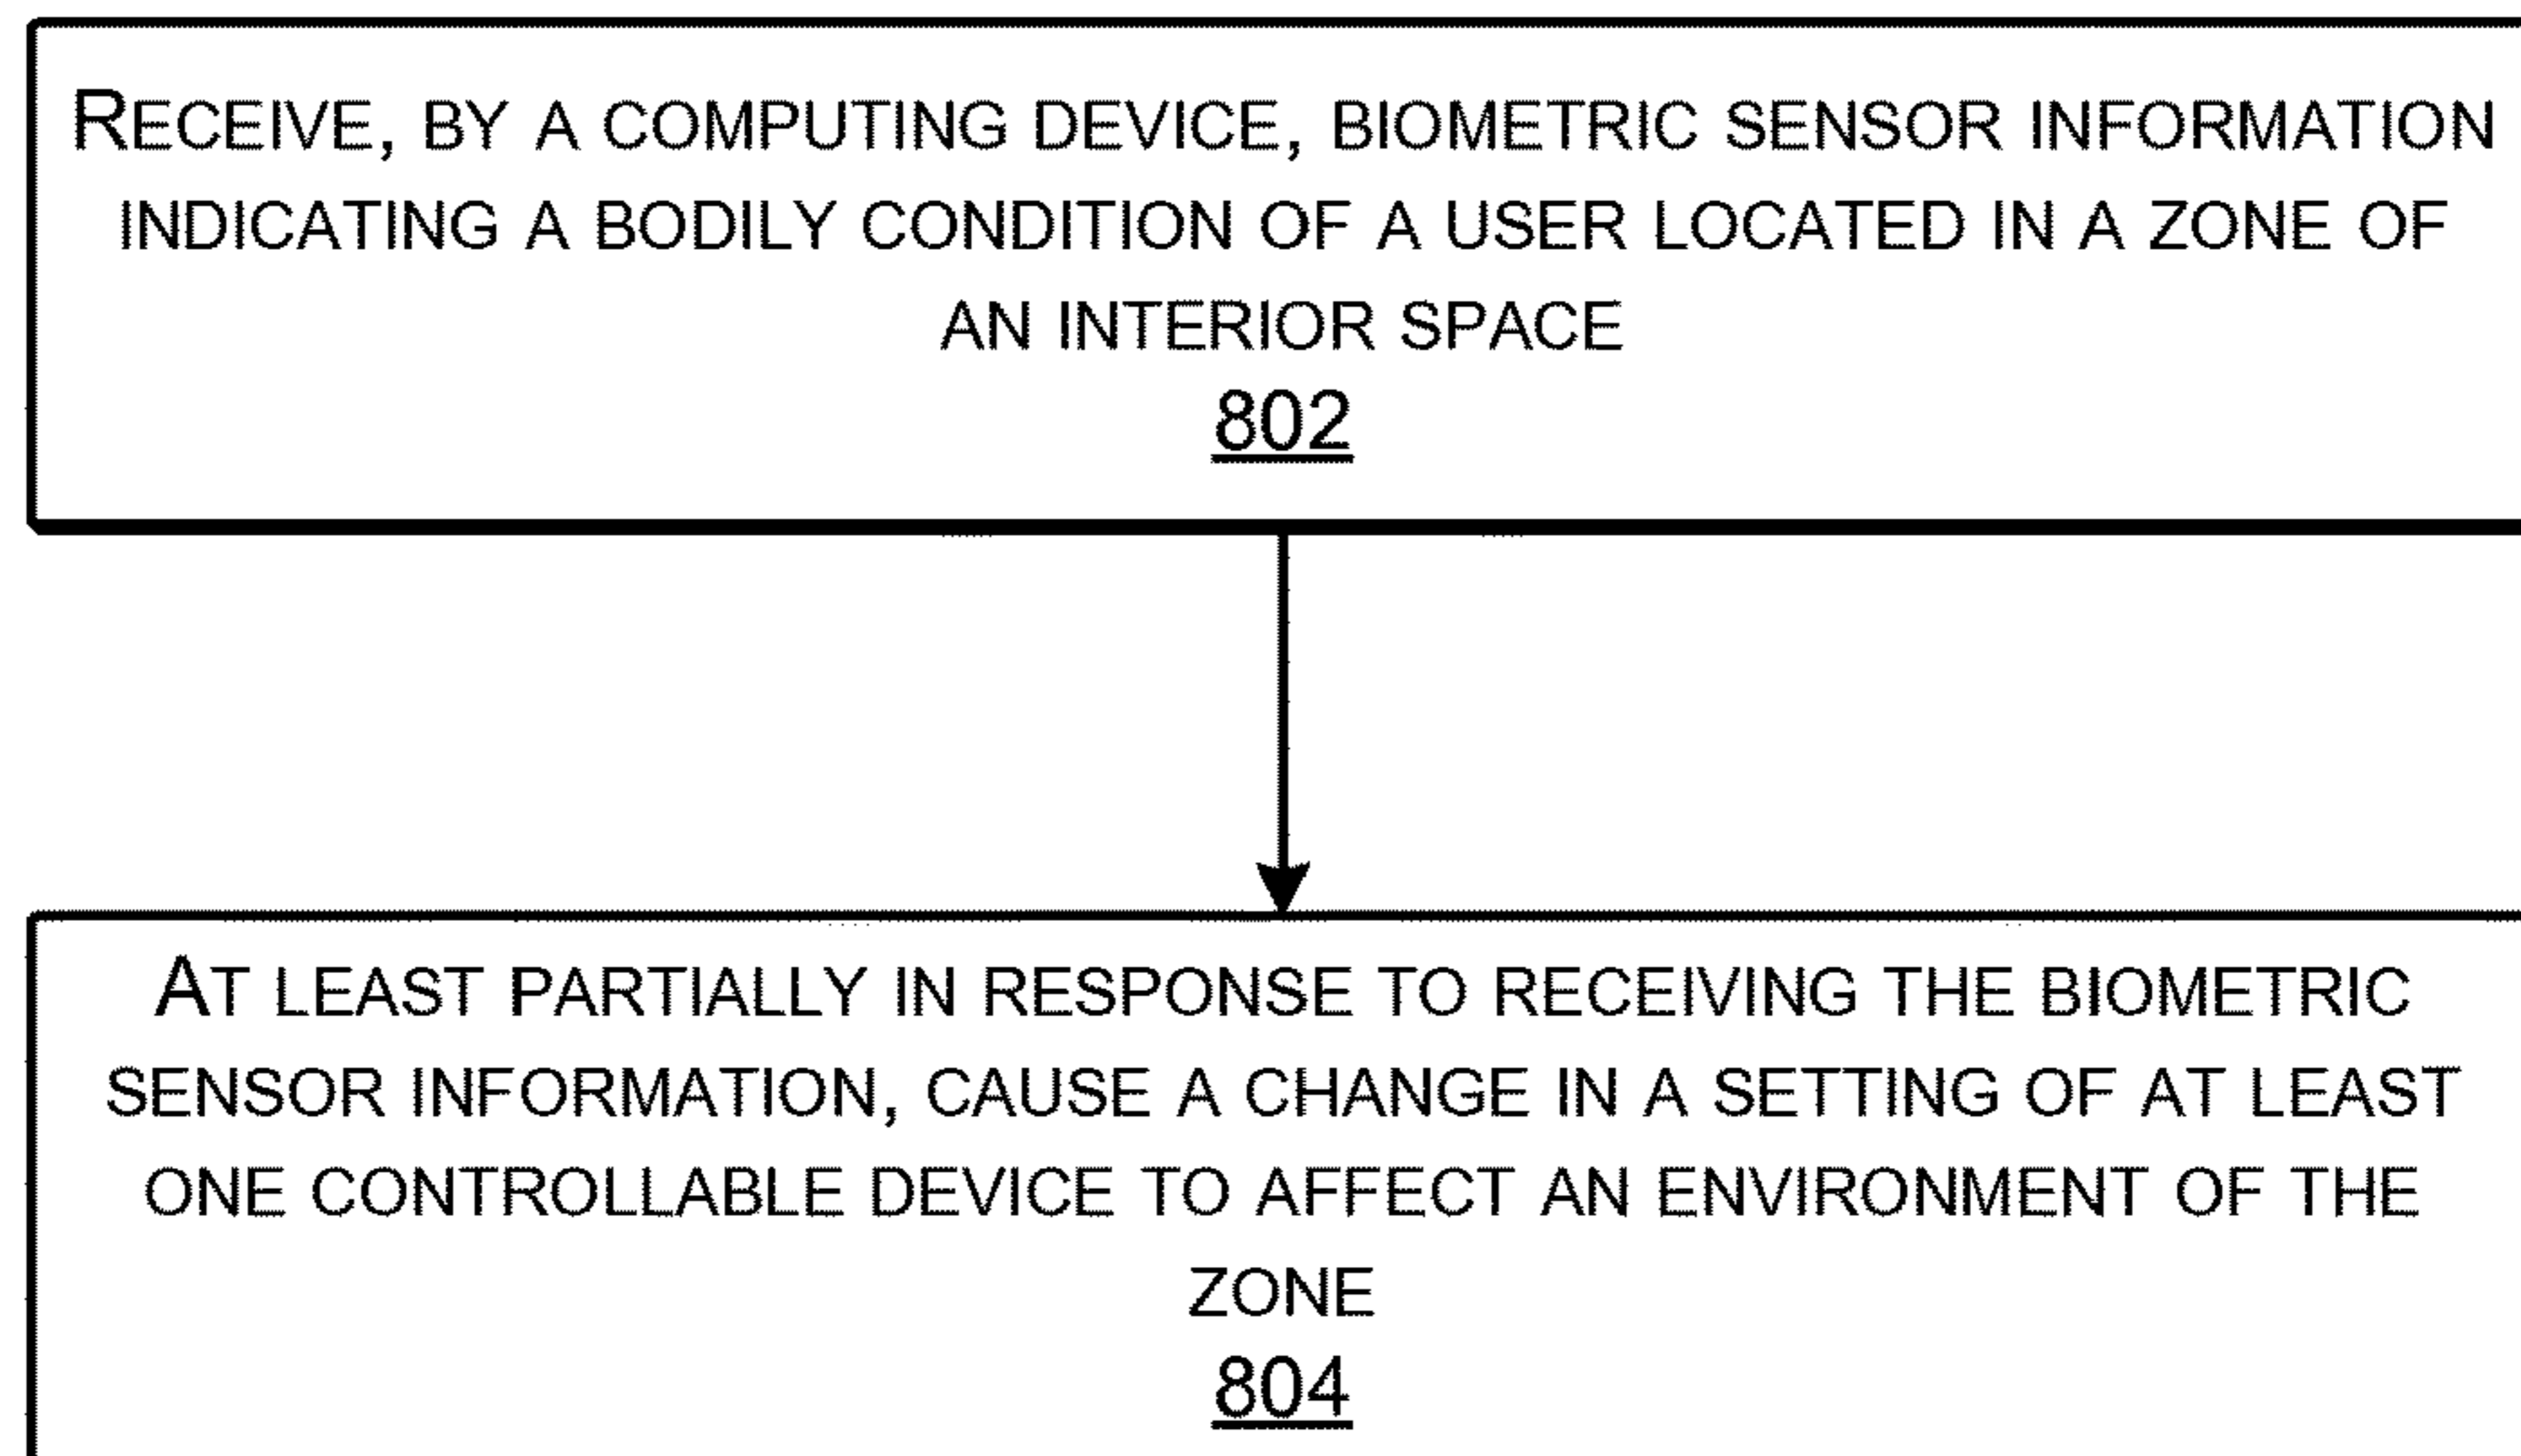 RECEIVE, BY A COMPUTING DEVICE, BIOMETRIC SENSOR INFORMATION
INDICATING A BODILY CONDITION OF A USER LOCATED IN A ZONE OF
AN INTERIOR SPACE
802
AT LEAST PARTIALLY IN RESPONSE TO RECEIVING THE BIOMETRIC
SENSOR INFORMATION, CAUSE A CHANGE IN A SETTING OF AT LEAST
ONE CONTROLLABLE DEVICE TO AFFECT AN ENVIRONMENT OF THE
ZONE
804